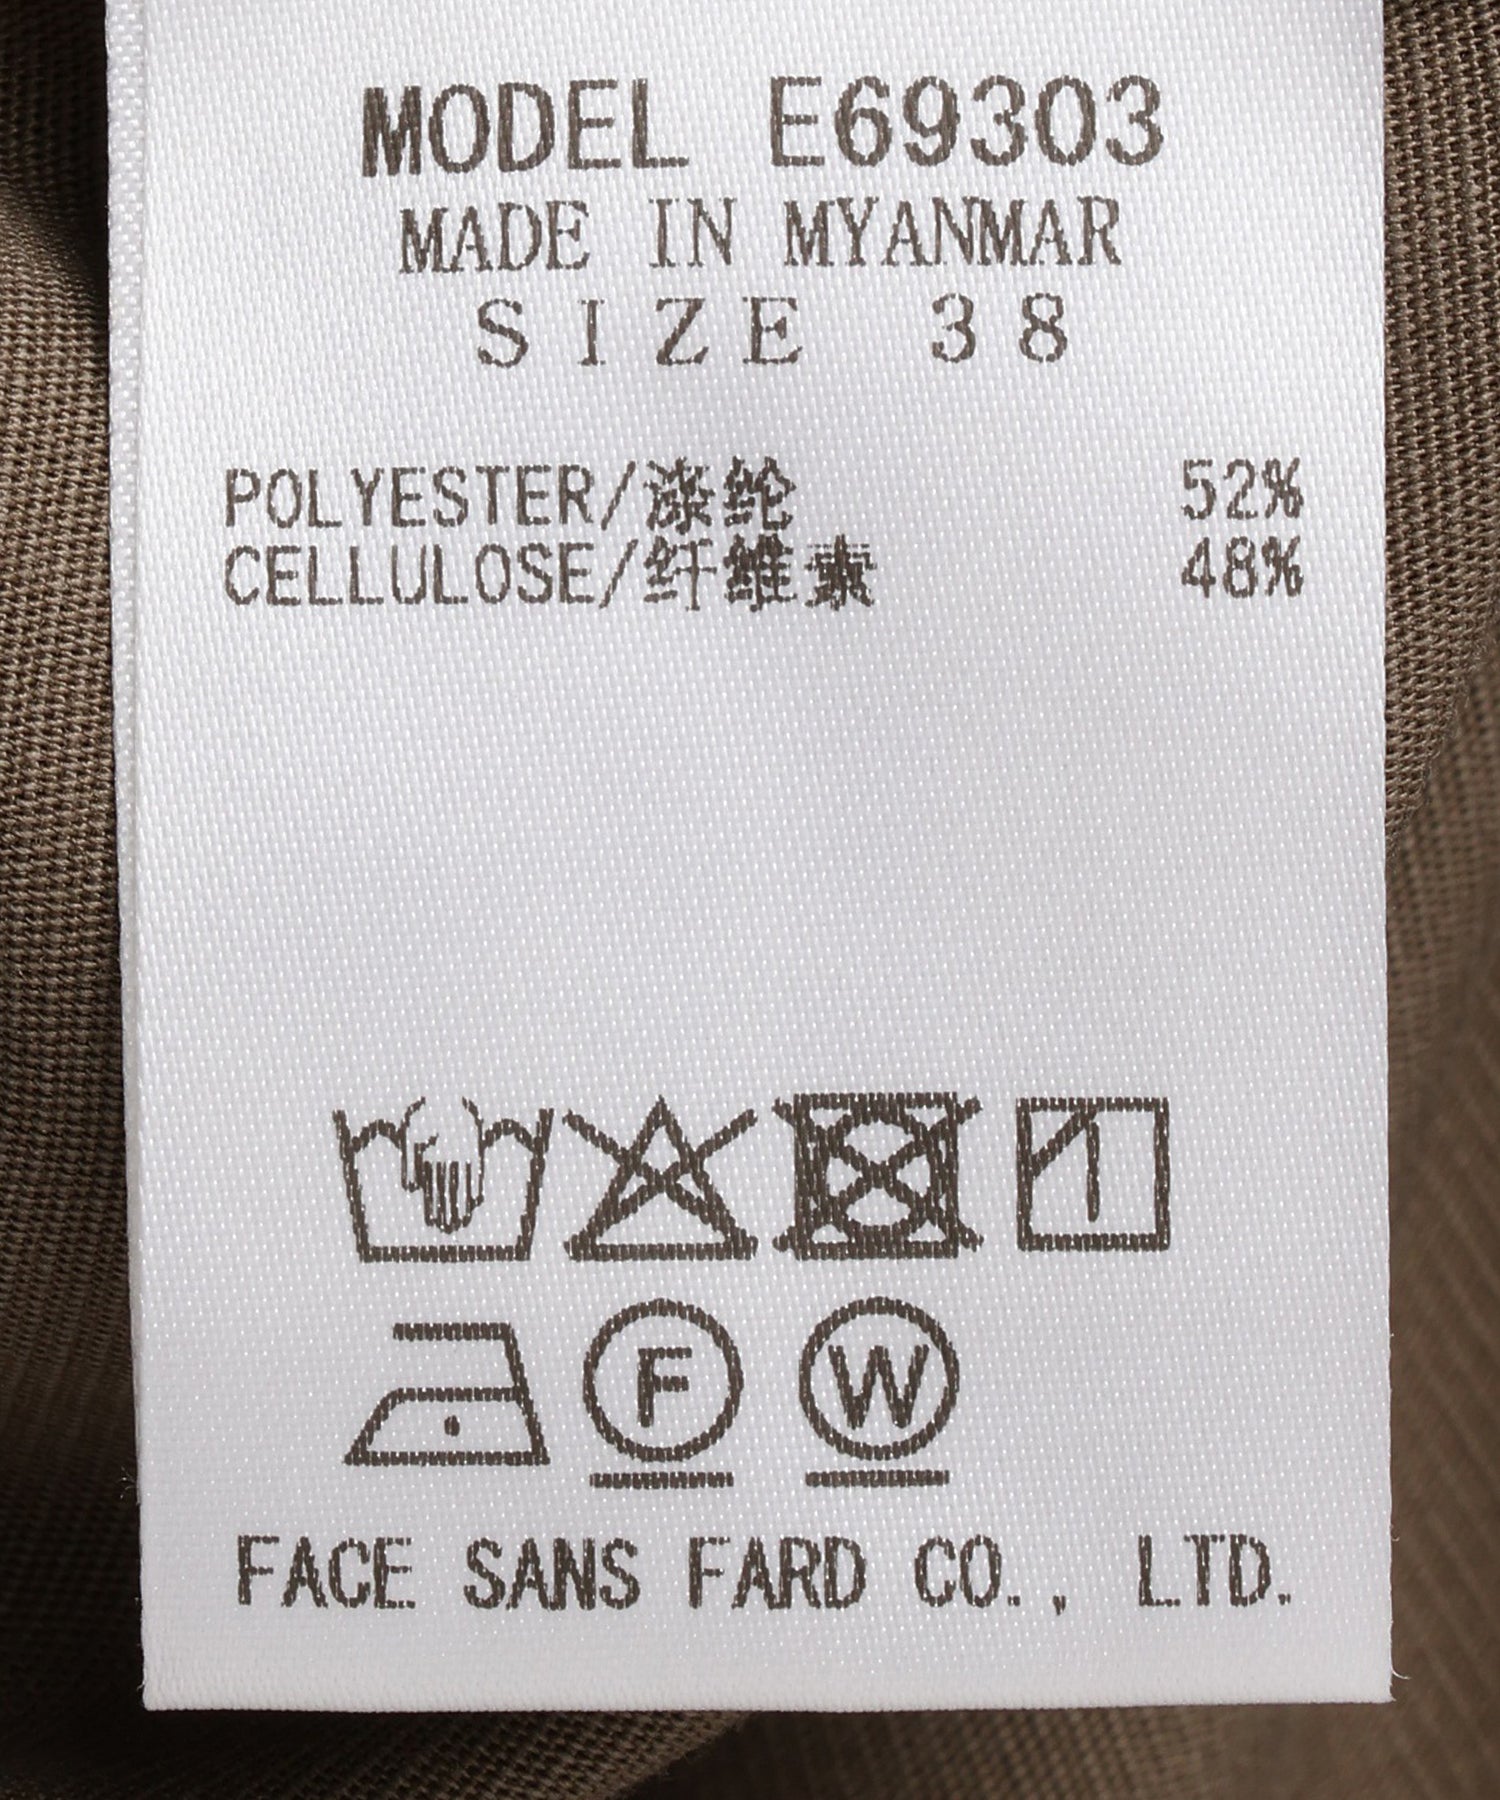 MODEL E69303
MADE IN MYANMAR
SIZE 38
POLYESTER/涤纶 52%
CELLULOSE/纤维素 48%
F W
FACE SANS FARD CO., LTD.